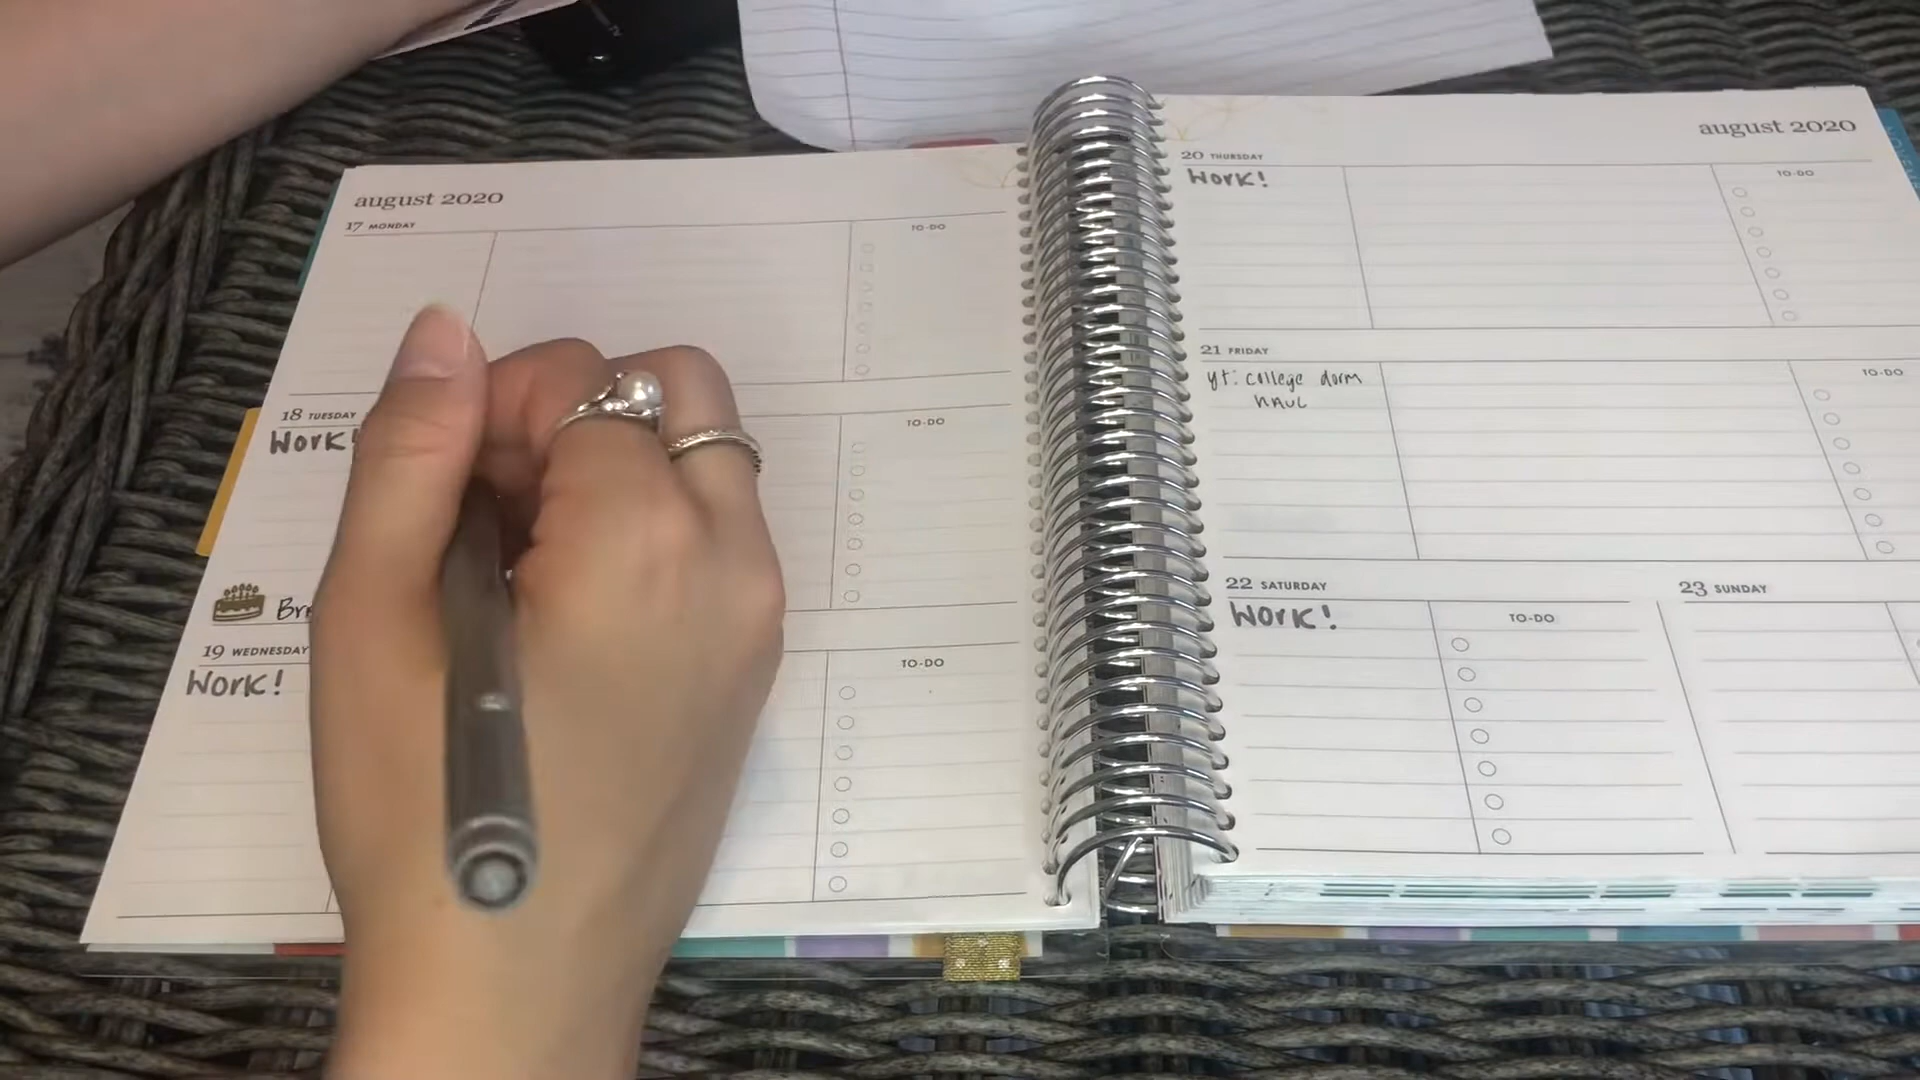 august 2020
17 MONDAY
TO-DO
18 TUESDAY
TO-DO
WORK!
19 WEDNESDAY
TO-DO
WORK!
august 2020
20 THURSDAY
TO-DO
WORK!
21 FRIDAY
TO-DO
yt: college dorm
haul
22 SATURDAY
TO-DO
WORK!
23 SUNDAY